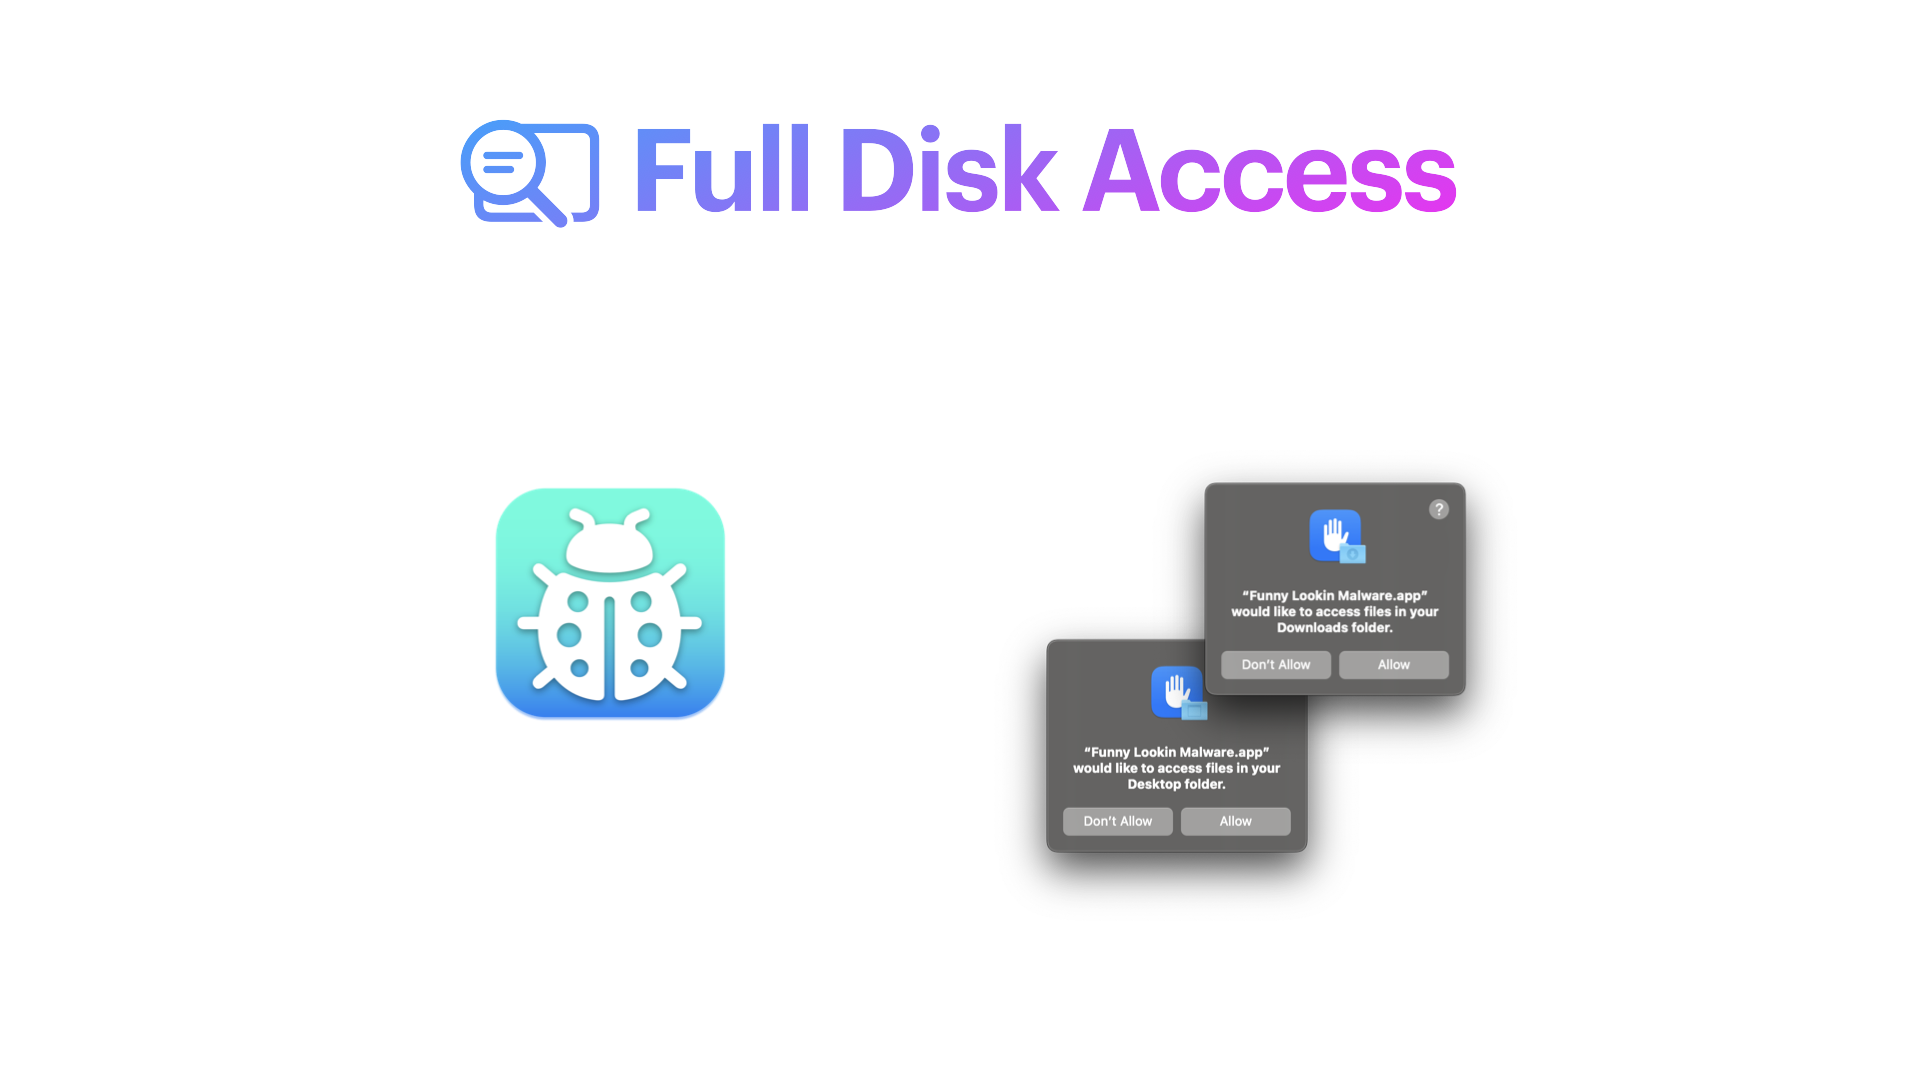 Full Disk Access
?
“Funny Lookin Malware.app”
would like to access files in your
Downloads folder.
Don’t Allow
Allow
“Funny Lookin Malware.app”
would like to access files in your
Desktop folder.
Don’t Allow
Allow